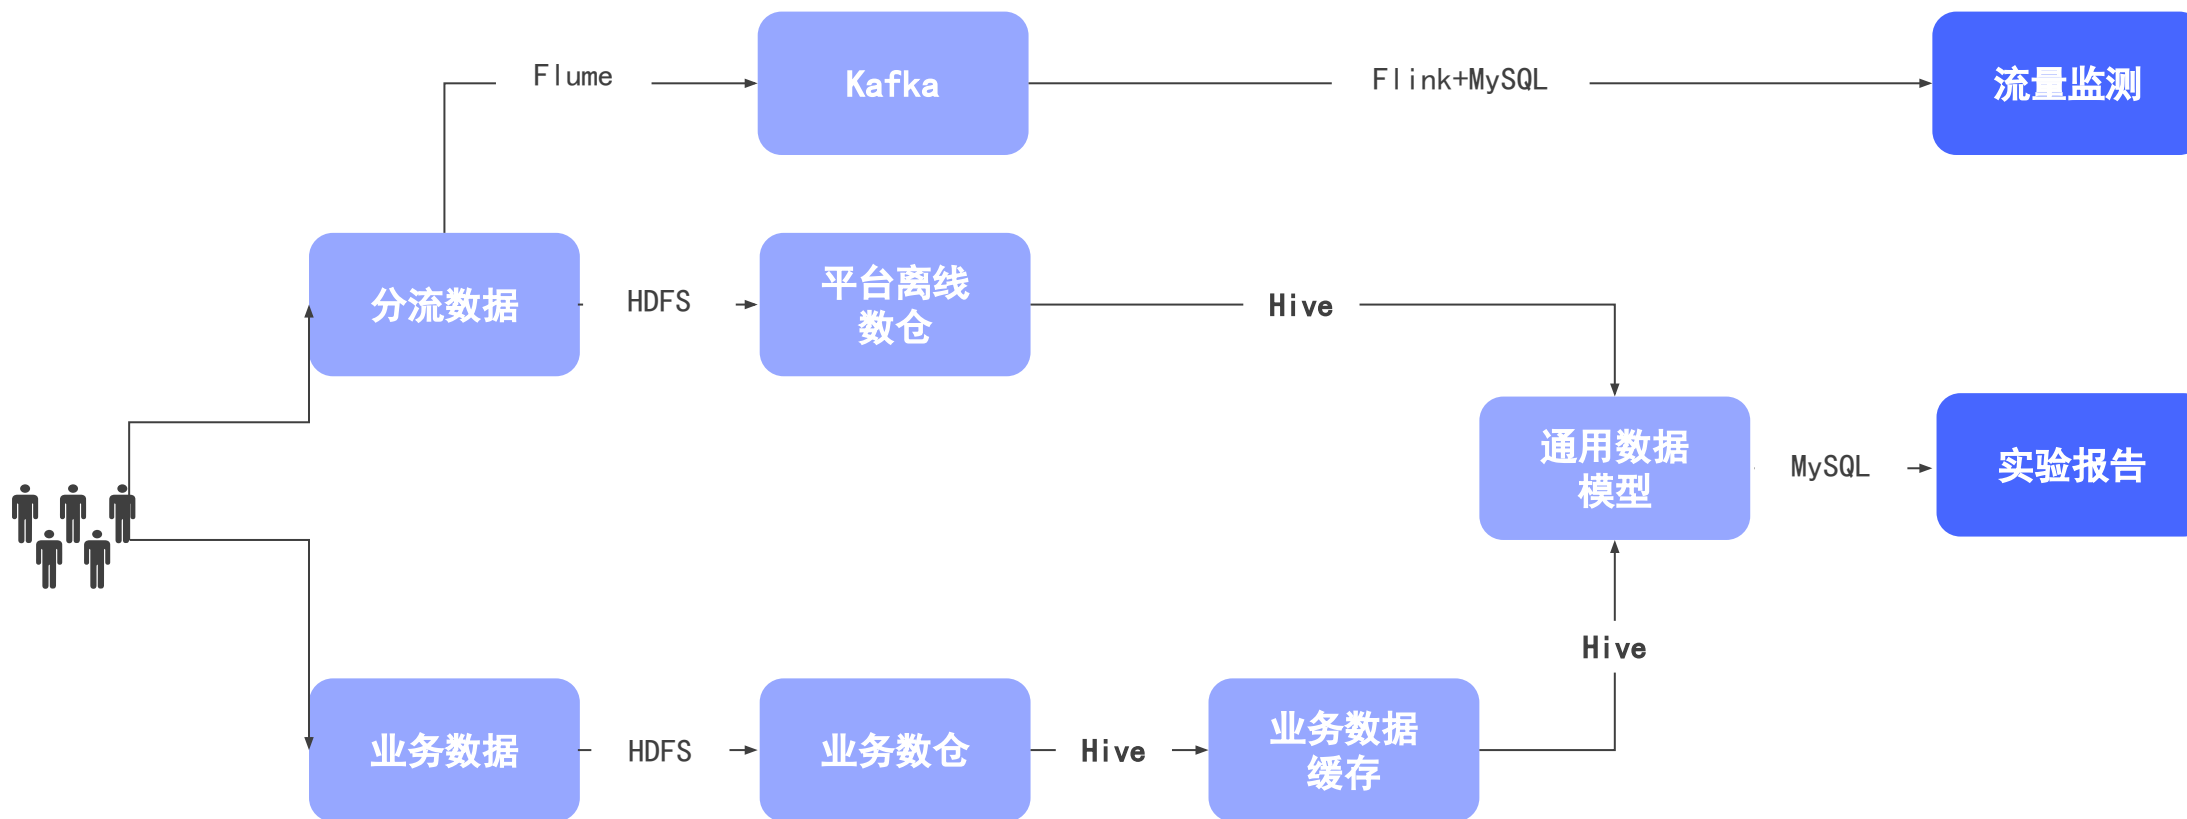 Flume
Kafka
Flink+MySQL
流量监测
分流数据
HDFS
平台离线
数仓
Hive
通用数据
模型
MySQL
实验报告
Hive
业务数据
HDFS
业务数仓
Hive
业务数据
缓存